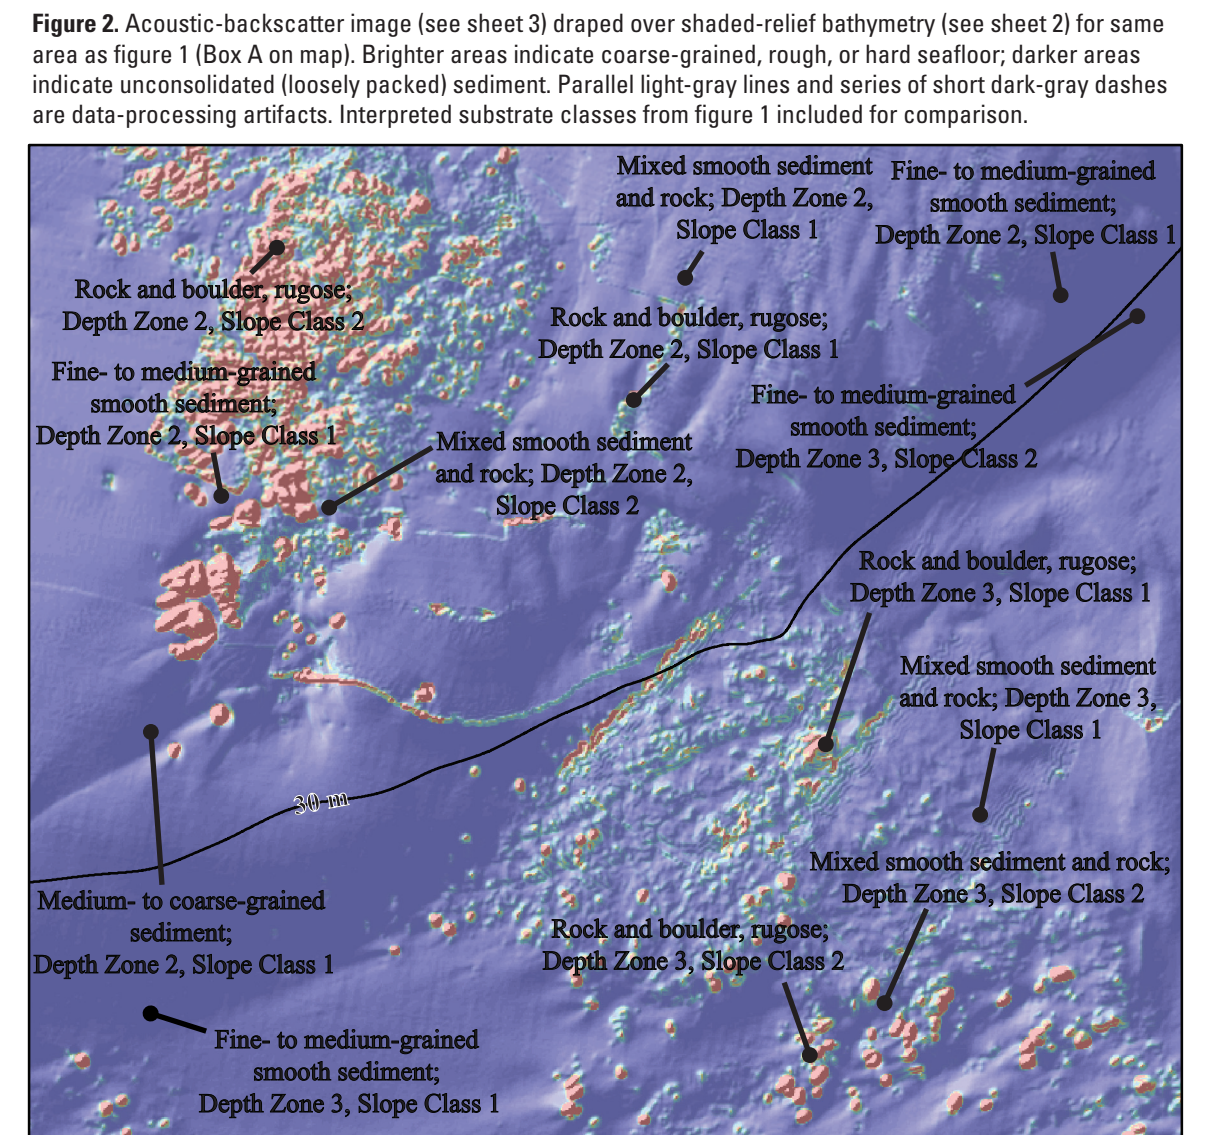 Figure 2. Acoustic-backscatter image (see sheet 3) draped over shaded-relief bathymetry (see sheet 2) for same
area as figure 1 (Box A on map). Brighter areas indicate coarse-grained, rough, or hard seafloor; darker areas
indicate unconsolidated (loosely packed) sediment. Parallel light-gray lines and series of short dark-gray dashes
are data-processing artifacts. Interpreted substrate classes from figure 1 included for comparison.
Mixed smooth sediment
and rock; Depth Zone 2,
Slope Class 1
Fine- to medium-grained
smooth sediment;
Depth Zone 2, Slope Class 1
Rock and boulder, rugose;
Depth Zone 2, Slope Class 2
Rock and boulder, rugose;
Depth Zone 2, Slope Class 1
Fine- to medium-grained
smooth sediment;
Depth Zone 2, Slope Class 1
Fine- to medium-grained
smooth sediment;
Depth Zone 3, Slope Class 2
Mixed smooth sediment
and rock; Depth Zone 2,
Slope Class 2
Rock and boulder, rugose;
Depth Zone 3, Slope Class 1
Mixed smooth sediment
and rock; Depth Zone 3,
Slope Class 1
30 m
Mixed smooth sediment and rock;
Depth Zone 3, Slope Class 2
Medium- to coarse-grained
sediment;
Depth Zone 2, Slope Class 1
Rock and boulder, rugose;
Depth Zone 3, Slope Class 2
Fine- to medium-grained
smooth sediment;
Depth Zone 3, Slope Class 1